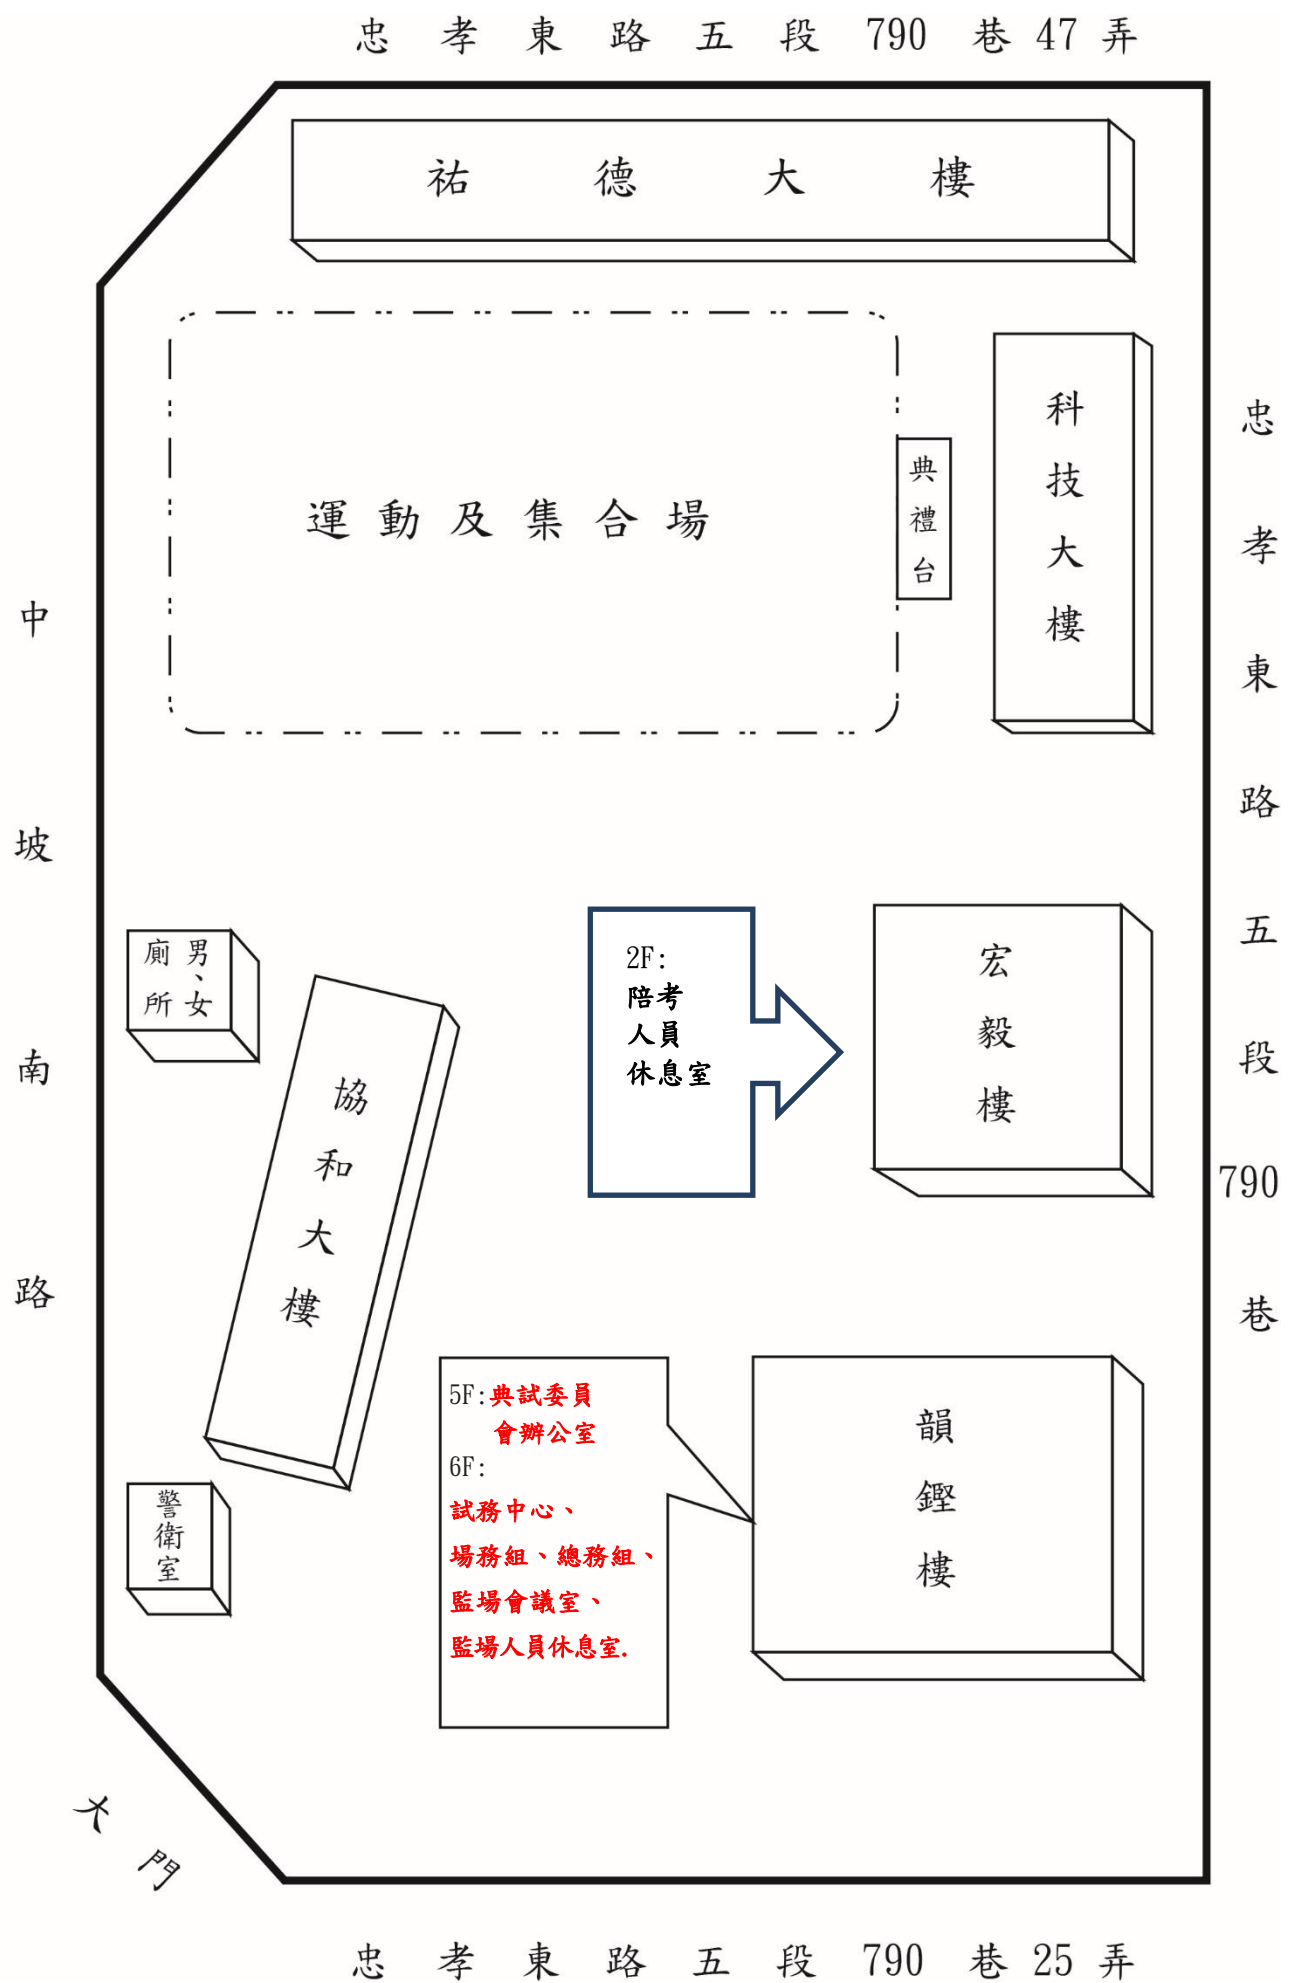 忠孝東路五段790巷47弄
祐德大樓
科技大樓
典禮台
運動及集合場
忠孝東路五段790巷
中坡南路
男、女
廁所
2F:
陪考
人員
休息室
宏毅樓
協和大樓
5F:典試委員
會辦公室
6F:
試務中心、
場務組、總務組、
監場會議室、
監場人員休息室.
韻鏗樓
警衛室
大門
忠孝東路五段790巷25弄